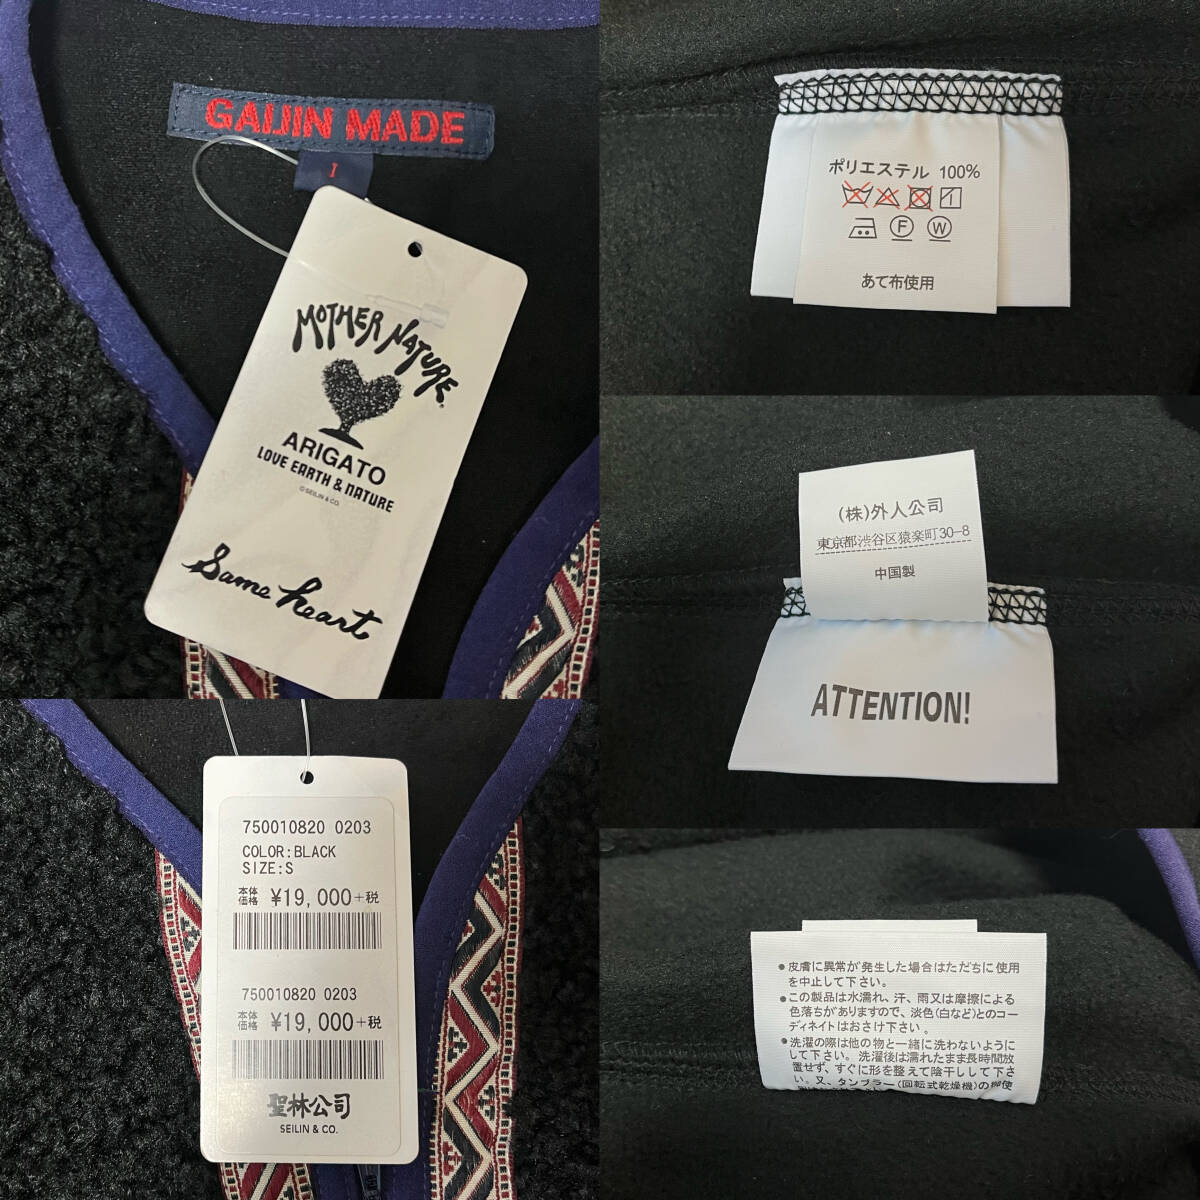 GAIJIN MADE
1
MOTHER NATURE
ARIGATO
LOVE EARTH & NATURE
© SEILIN & CO.
Same heart
750010820 0203
COLOR:BLACK
SIZE:S
本体価格 ¥19,000+税
750010820 0203
本体価格 ¥19,000+税
聖林公司
SEILIN & CO.
ポリエステル 100%
F W
あて布使用
(株)外人公司
東京都渋谷区猿楽町30-8
中国製
ATTENTION!
●皮膚に異常が発生した場合はただちに使用
を中止して下さい。
●この製品は水濡れ、汗、雨又は摩擦による
色落ちがありますので、淡色(白など)とのコー
ディネイトはおさけ下さい。
●洗濯の際は他の物と一緒に洗わないように
して下さい。洗濯後は濡れたまま長時間放
置せず、すぐに形を整えて陰干しして下さ
い。又、タンブラー(回転式乾燥機)の御使